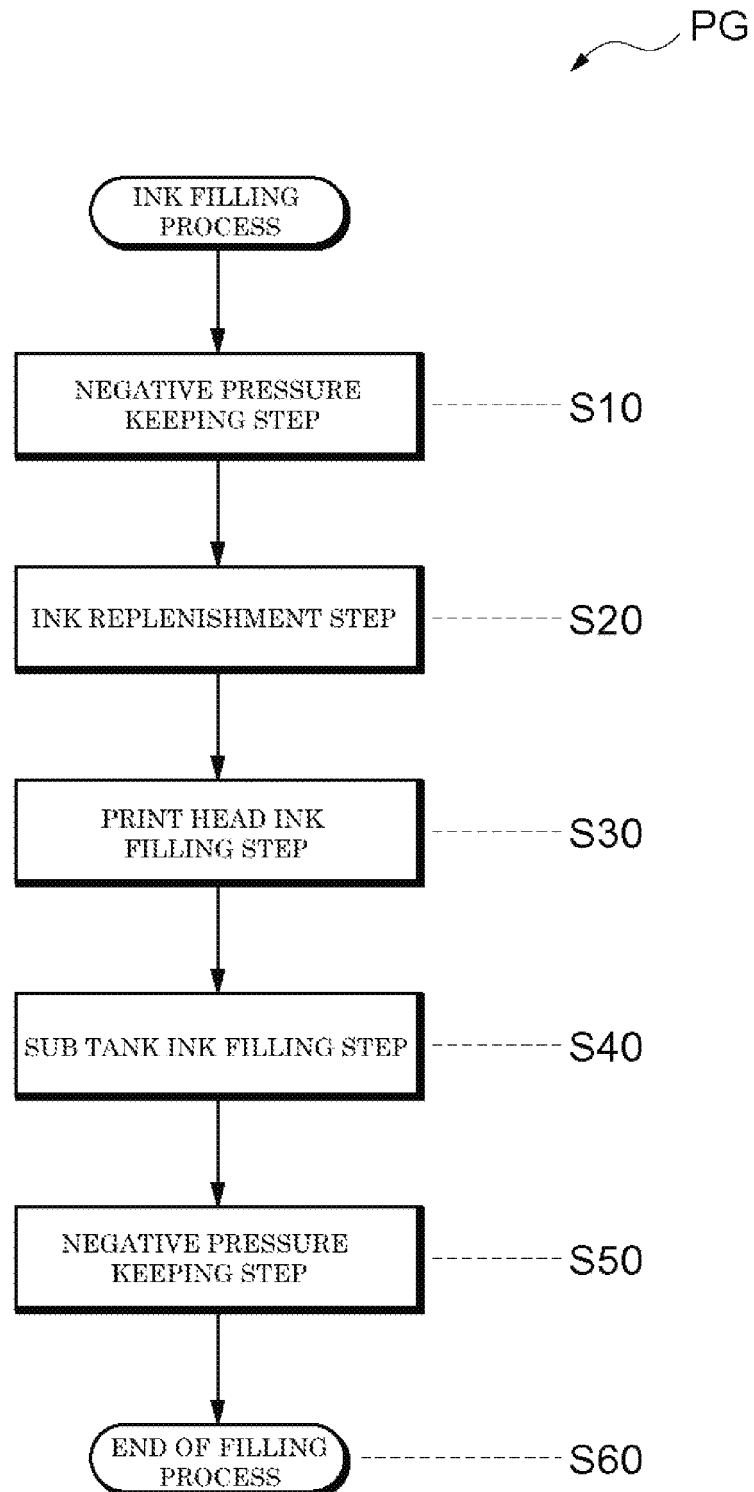 PG
INK FILLING
PROCESS
NEGATIVE PRESSURE
KEEPING STEP
S10
INK REPLENISHMENT STEP
S20
PRINT HEAD INK
FILLING STEP
S30
SUB TANK INK FILLING STEP
S40
NEGATIVE PRESSURE
KEEPING STEP
S50
END OF FILLING
PROCESS
S60